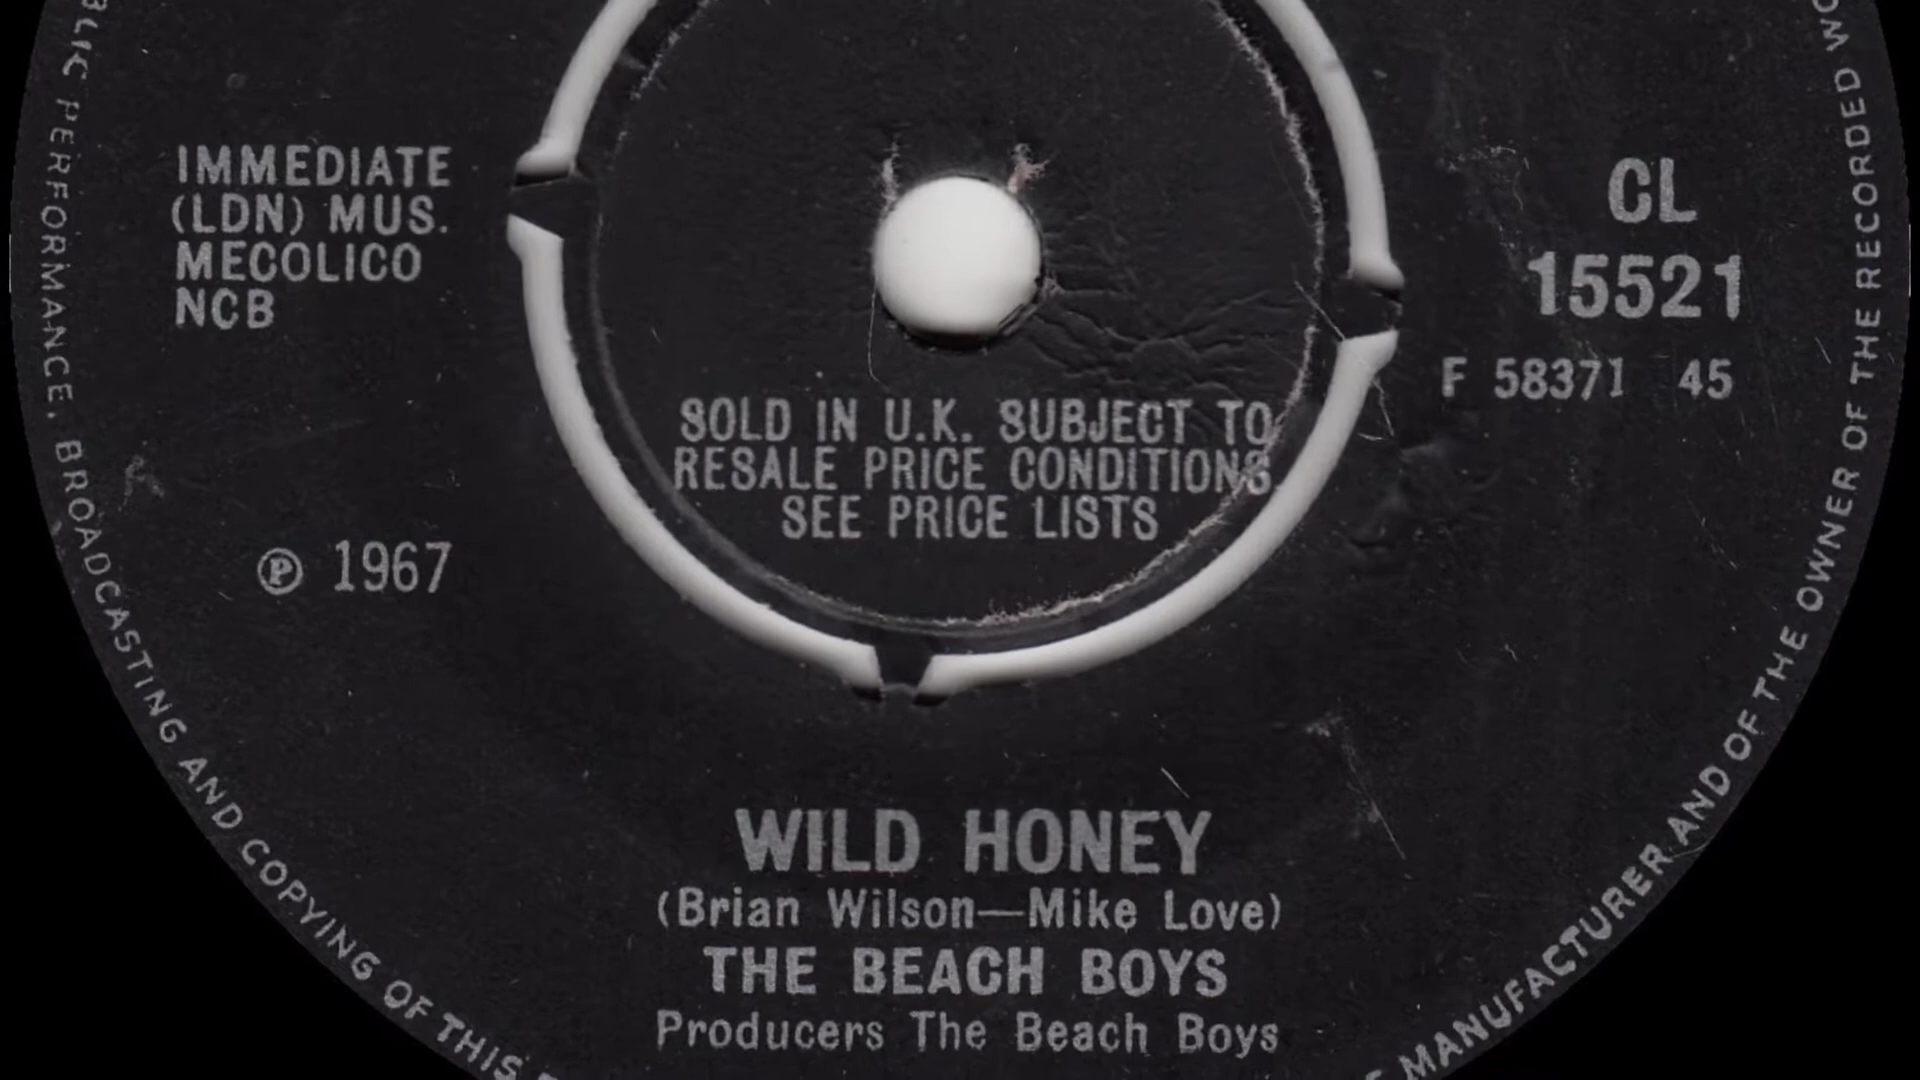 IMMEDIATE
(LDN) MUS.
MECOLICO
NCB
CL
15521
F 58371 45
SOLD IN U.K. SUBJECT TO
RESALE PRICE CONDITIONS
SEE PRICE LISTS
Ⓟ 1967
WILD HONEY
(Brian Wilson—Mike Love)
THE BEACH BOYS
Producers The Beach Boys
PERFORMANCE, BROADCASTING AND COPYING OF THIS
MANUFACTURER AND OF THE OWNER OF THE RECORDED